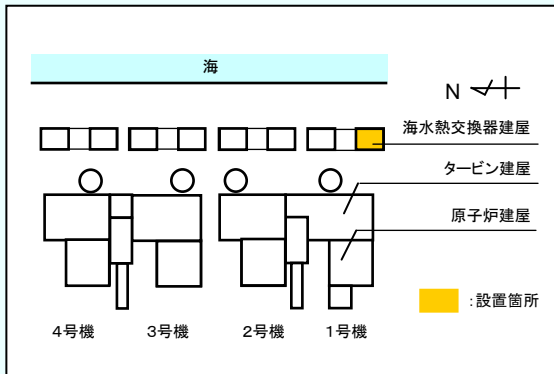 海
N
海水熱交換器建屋
タービン建屋
原子炉建屋
:設置箇所
4号機 3号機 2号機 1号機